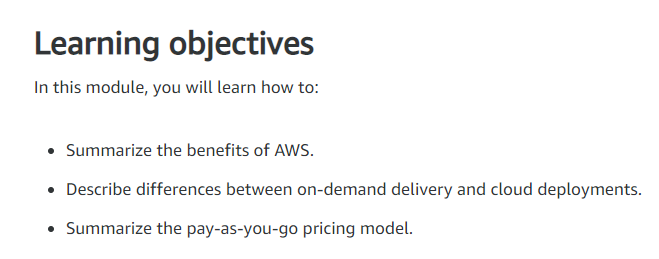 Learning objectives
In this module, you will learn how to:
• Summarize the benefits of AWS.
• Describe differences between on-demand delivery and cloud deployments.
• Summarize the pay-as-you-go pricing model.